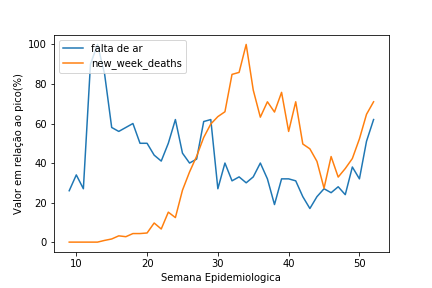 falta de ar
new_week_deaths
100
80
60
40
20
0
Valor em relação ao pico(%)
10 20 30 40 50
Semana Epidemiologica